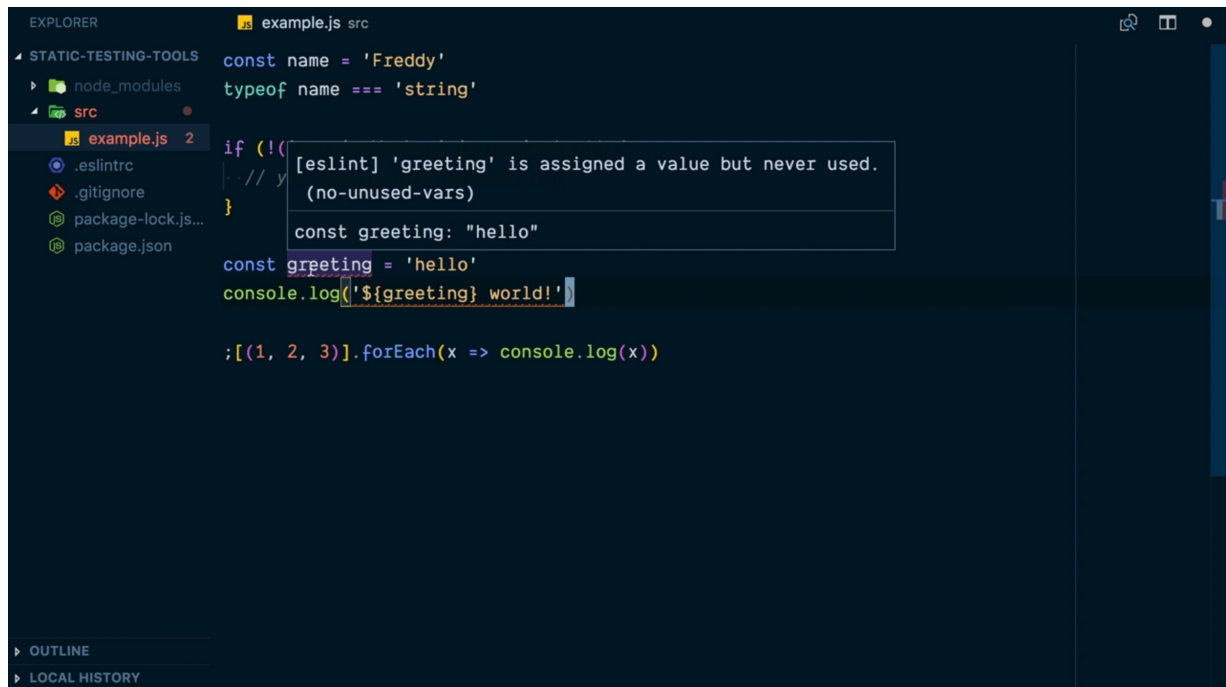 EXPLORER
example.js src
STATIC-TESTING-TOOLS
node_modules
src
example.js 2
.eslintrc
.gitignore
package-lock.js...
package.json
OUTLINE
LOCAL HISTORY
const name = 'Freddy'
typeof name === 'string'
if (!(
// y
}
[eslint] 'greeting' is assigned a value but never used.
(no-unused-vars)
const greeting: "hello"
const greeting = 'hello'
console.log('${greeting} world!')
;[(1, 2, 3)].forEach(x => console.log(x))